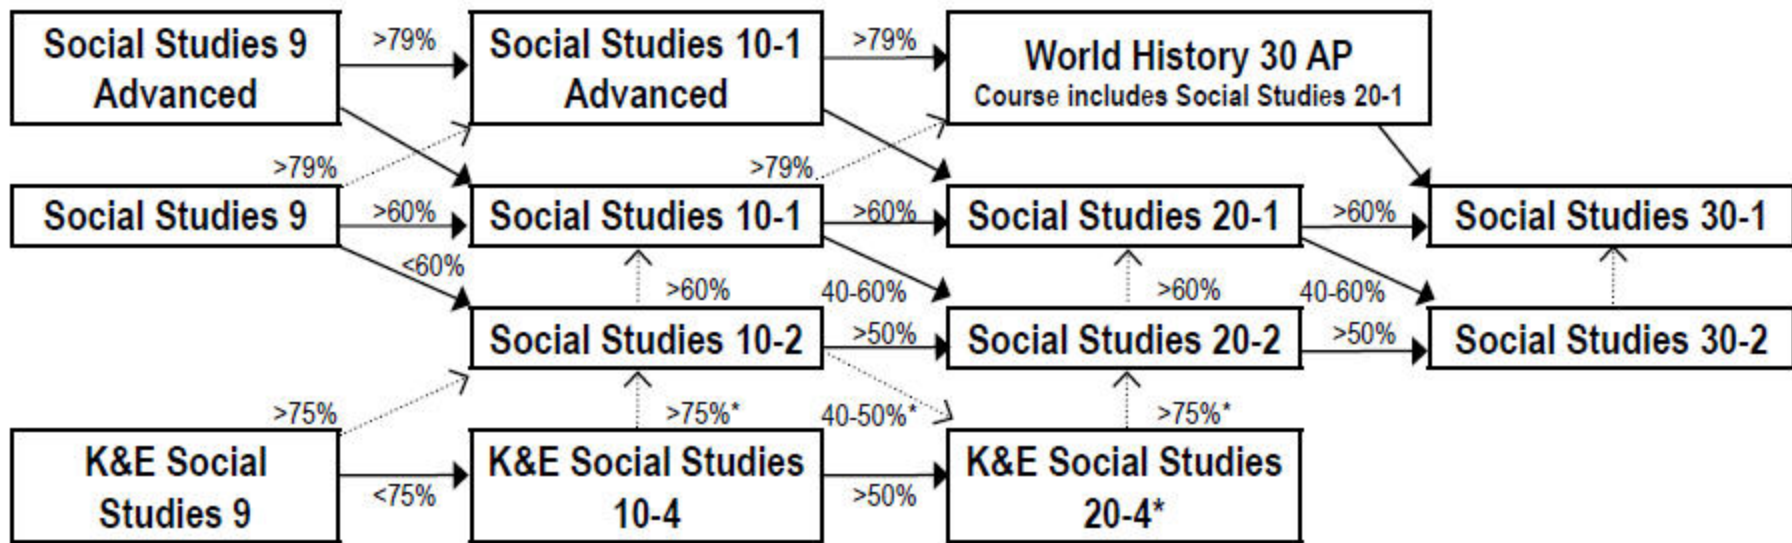 Social Studies 9
Advanced
>79%
Social Studies 10-1
Advanced
>79%
World History 30 AP
Course includes Social Studies 20-1
>79%
>79%
Social Studies 9
>60%
Social Studies 10-1
>60%
Social Studies 20-1
>60%
Social Studies 30-1
<60%
>60%
40-60%
>60%
40-60%
Social Studies 10-2
>50%
Social Studies 20-2
>50%
Social Studies 30-2
>75%
>75%*
40-50%*
>75%*
K&E Social
Studies 9
<75%
K&E Social Studies
10-4
>50%
K&E Social Studies
20-4*